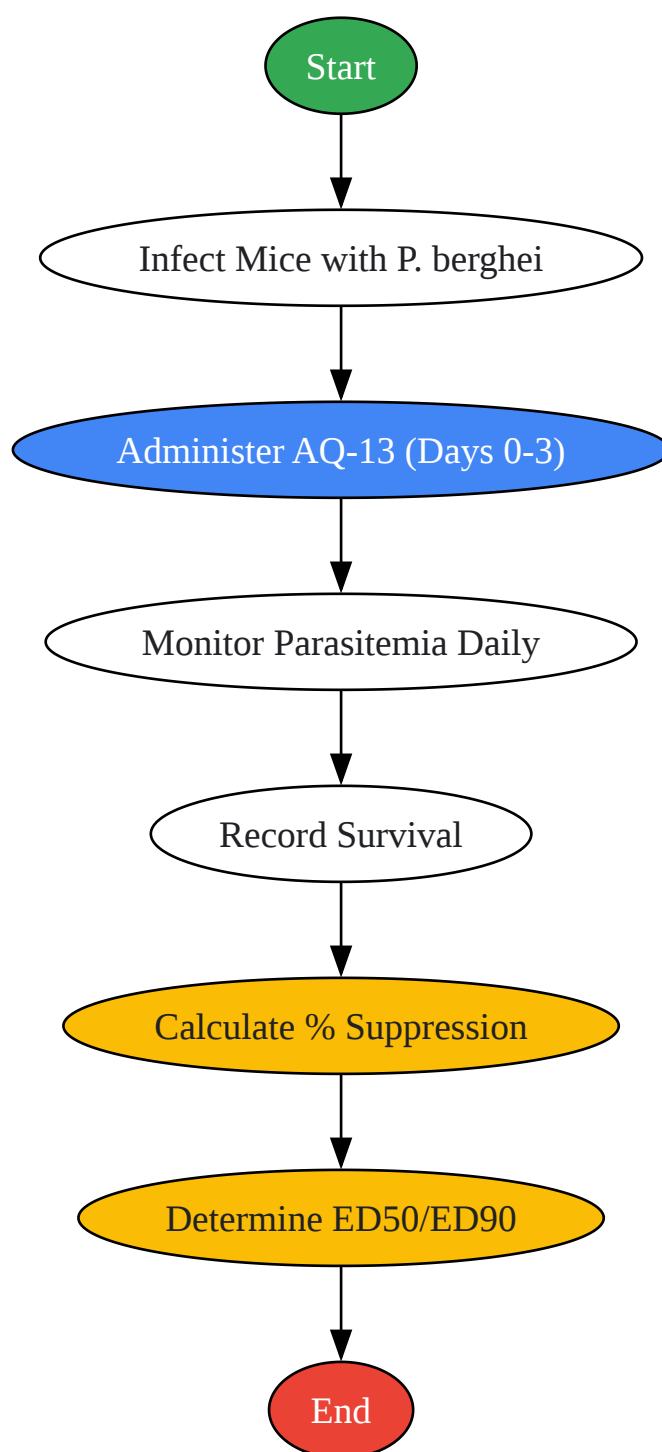 Start
Infect Mice with P. berghei
Administer AQ-13 (Days 0-3)
Monitor Parasitemia Daily
Record Survival
Calculate % Suppression
Determine ED50/ED90
End